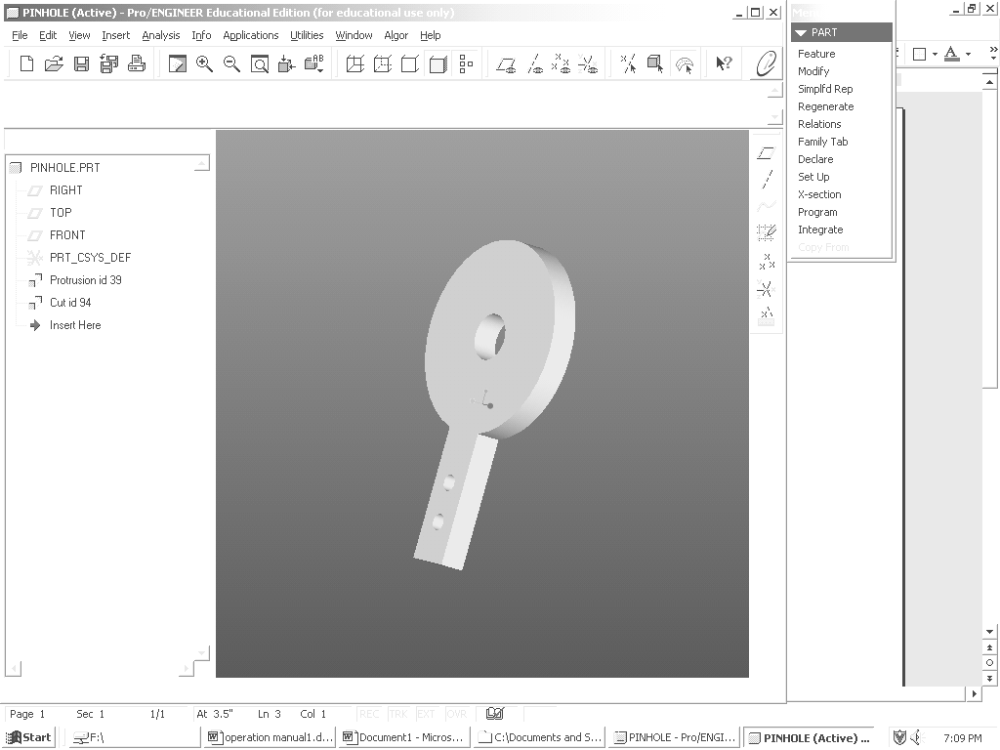 PINHOLE (Active) - Pro/ENGINEER Educational Edition (for educational use only)
File Edit View Insert Analysis Info Applications Utilities Window Algor Help
PART
Feature
Modify
Simplfd Rep
Regenerate
Relations
Family Tab
Declare
Set Up
X-section
Program
Integrate
Copy From
PINHOLE.PRT
RIGHT
TOP
FRONT
PRT_CSYS_DEF
Protrusion id 39
Cut id 94
Insert Here
Page 1 Sec 1 1/1 At 3.5" Ln 3 Col 1 REC TRK EXT OVR
Start F:\ operation manual1.d... Document1 - Micros... C:\Documents and S... PINHOLE - Pro/ENGI... PINHOLE (Active) ... 7:09 PM